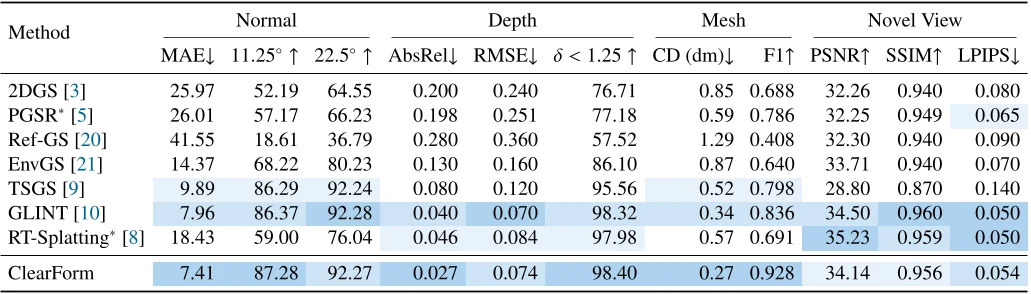 Method Normal Depth Mesh Novel View
MAE↓ 11.25° ↑ 22.5° ↑ AbsRel↓ RMSE↓ δ < 1.25 ↑ CD (dm)↓ F1↑ PSNR↑ SSIM↑ LPIPS↓
2DGS [3] 25.97 52.19 64.55 0.200 0.240 76.71 0.85 0.688 32.26 0.940 0.080
PGSR* [5] 26.01 57.17 66.23 0.198 0.251 77.18 0.59 0.786 32.25 0.949 0.065
Ref-GS [20] 41.55 18.61 36.79 0.280 0.360 57.52 1.29 0.408 32.30 0.940 0.090
EnvGS [21] 14.37 68.22 80.23 0.130 0.160 86.10 0.87 0.640 33.71 0.940 0.070
TSGS [9] 9.89 86.29 92.24 0.080 0.120 95.56 0.52 0.798 28.80 0.870 0.140
GLINT [10] 7.96 86.37 92.28 0.040 0.070 98.32 0.34 0.836 34.50 0.960 0.050
RT-Splatting* [8] 18.43 59.00 76.04 0.046 0.084 97.98 0.57 0.691 35.23 0.959 0.050
ClearForm 7.41 87.28 92.27 0.027 0.074 98.40 0.27 0.928 34.14 0.956 0.054